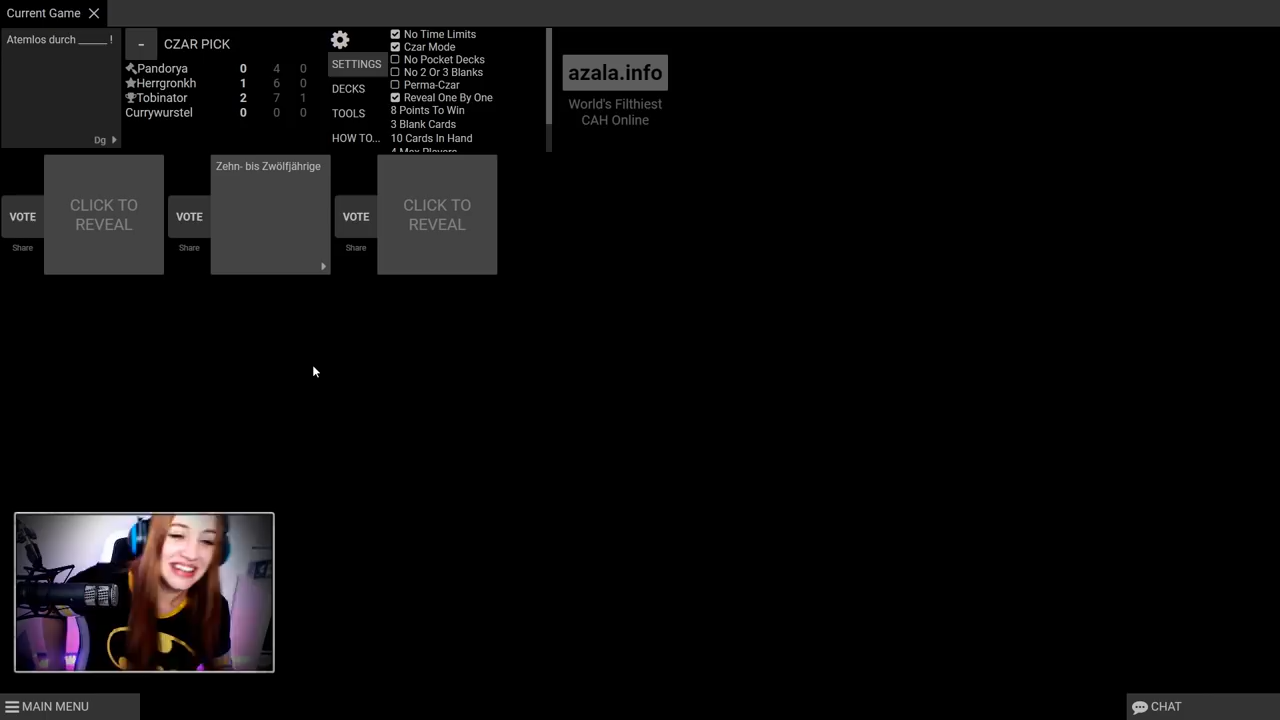 Current Game
Atemlos durch _____ !
Dg
-
CZAR PICK
Pandorya 0 4 0
Herrgronkh 1 6 0
Tobinator 2 7 1
Currywurstel 0 0 0
SETTINGS
DECKS
TOOLS
HOW TO...
No Time Limits
Czar Mode
No Pocket Decks
No 2 Or 3 Blanks
Perma-Czar
Reveal One By One
8 Points To Win
3 Blank Cards
10 Cards In Hand
4 Max Players
azala.info
World's Filthiest
CAH Online
VOTE
Share
CLICK TO
REVEAL
VOTE
Share
Zehn- bis Zwölfjährige
VOTE
Share
CLICK TO
REVEAL
MAIN MENU
CHAT